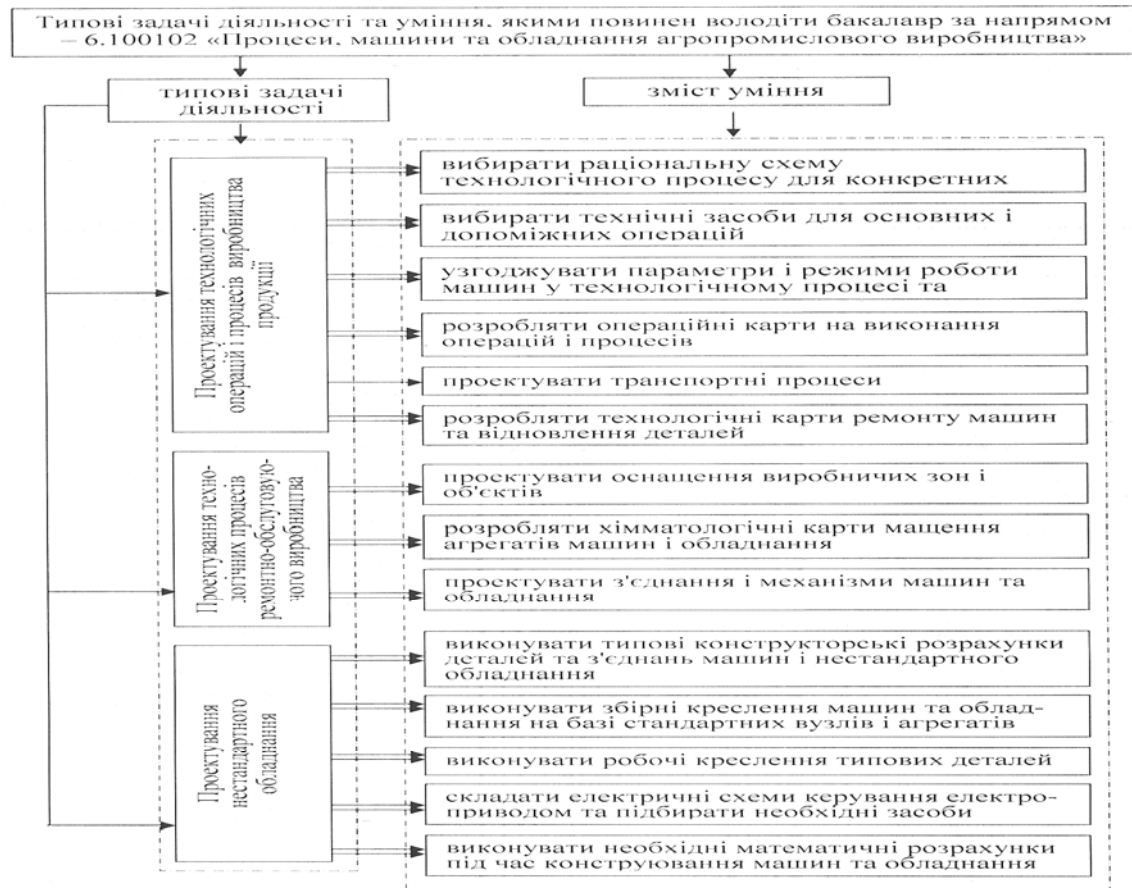 Типові задачі діяльності та уміння, якими повинен володіти бакалавр за напрямом
– 6.100102 «Процеси, машини та обладнання агропромислового виробництва»
типові задачі
діяльності
зміст уміння
Проектування технологічних
операцій і процесів виробництва
продукції
вибирати раціональну схему
технологічного процесу для конкретних
вибирати технічні засоби для основних і
допоміжних операцій
узгоджувати параметри і режими роботи
машин у технологічному процесі та
розробляти операційні карти на виконання
операцій і процесів
проектувати транспортні процеси
розробляти технологічні карти ремонту машин
та відновлення деталей
Проектування техно-
логічних процесів
ремонтно-обслуговую-
ного виробництва
проектувати оснащення виробничих зон і
об'єктів
розробляти хімматологічні карти мащення
агрегатів машин і обладнання
проектувати з'єднання і механізми машин та
обладнання
Проектування
нестандартного
обладнання
виконувати типові конструкторські розрахунки
деталей та з'єднань машин і нестандартного
обладнання
виконувати збірні креслення машин та облад-
нання на базі стандартних вузлів і агрегатів
виконувати робочі креслення типових деталей
складати електричні схеми керування електро-
приводом та підбирати необхідні засоби
виконувати необхідні математичні розрахунки
під час конструювання машин та обладнання